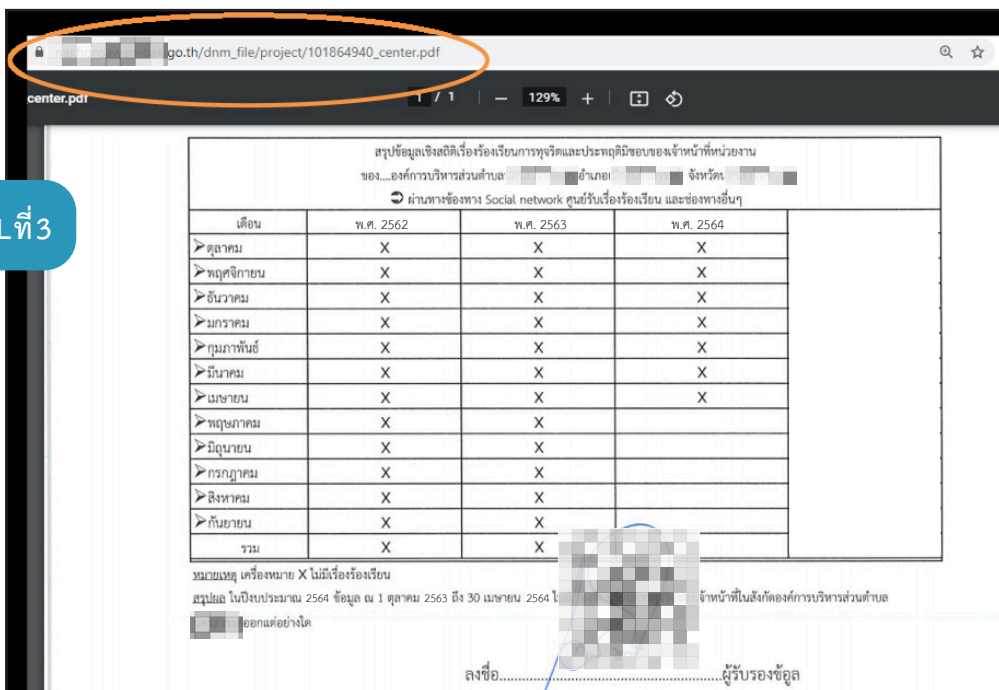 go.th/dnm_file/project/101864940_center.pdf
center.pdf 1 / 1 129%
สรุปข้อมูลเชิงสถิติเรื่องร้องเรียนการทุจริตและประพฤติมิชอบของเจ้าหน้าที่หน่วยงาน
ของ....องค์การบริหารส่วนตำบล อำเภอ จังหวัด
ผ่านทางช้องทาง Social network ศูนย์รับเรื่องร้องเรียน และช่องทางอื่นๆ
ที่3
เดือน พ.ศ. 2562 พ.ศ. 2563 พ.ศ. 2564
ตุลาคม X X X
พฤศจิกายน X X X
ธันวาคม X X X
มกราคม X X X
กุมภาพันธ์ X X X
มีนาคม X X X
เมษายน X X X
พฤษภาคม X X
มิถุนายน X X
กรกฎาคม X X
สิงหาคม X X
กันยายน X X
รวม X X
หมายเหตุ เครื่องหมาย X ไม่มีเรื่องร้องเรียน
สรุปผล ในปีงบประมาณ 2564 ข้อมูล ณ 1 ตุลาคม 2563 ถึง 30 เมษายน 2564 เจ้าหน้าที่ในสังกัดองค์การบริหารส่วนตำบล
ออกแต่อย่างใด
ลงชื่อ.......................................................ผู้รับรองข้อูล